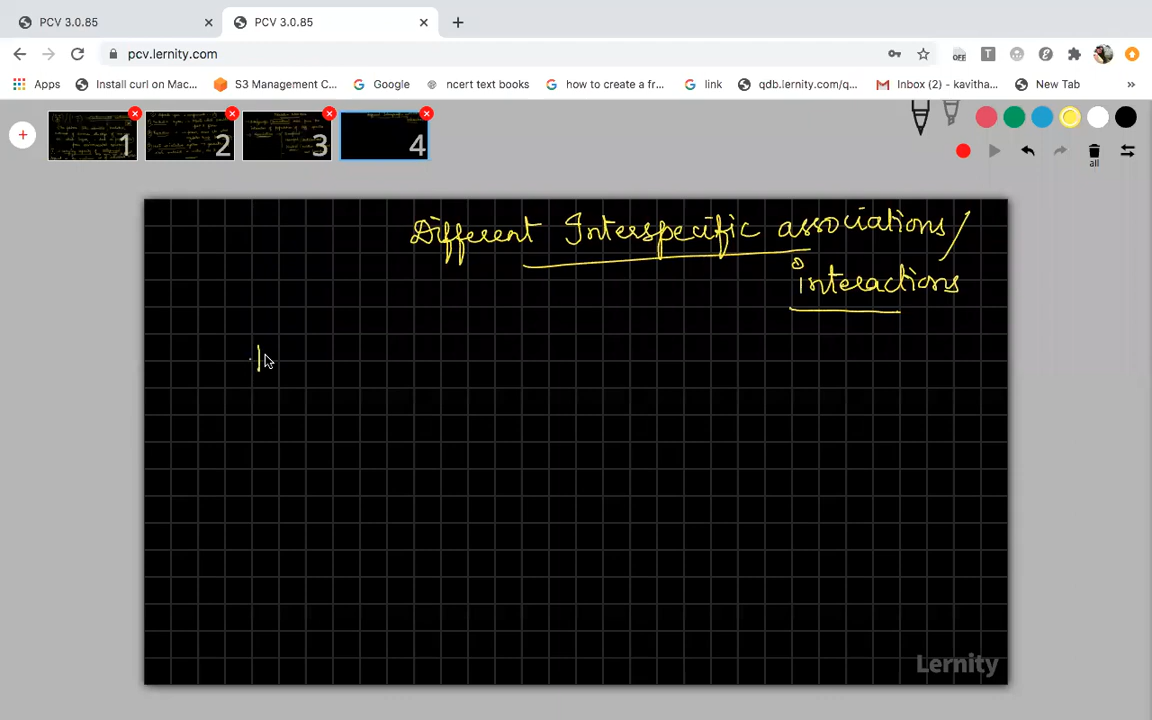 PCV 3.0.85
PCV 3.0.85
pcv.lernity.com
Apps Install curl on Mac... S3 Management C... Google ncert text books how to create a fr... link qdb.lernity.com/q... Inbox (2) - kavitha... New Tab »
OFF T
1 2 3 4
all
Different Interspecific associations/
interactions
Lernity